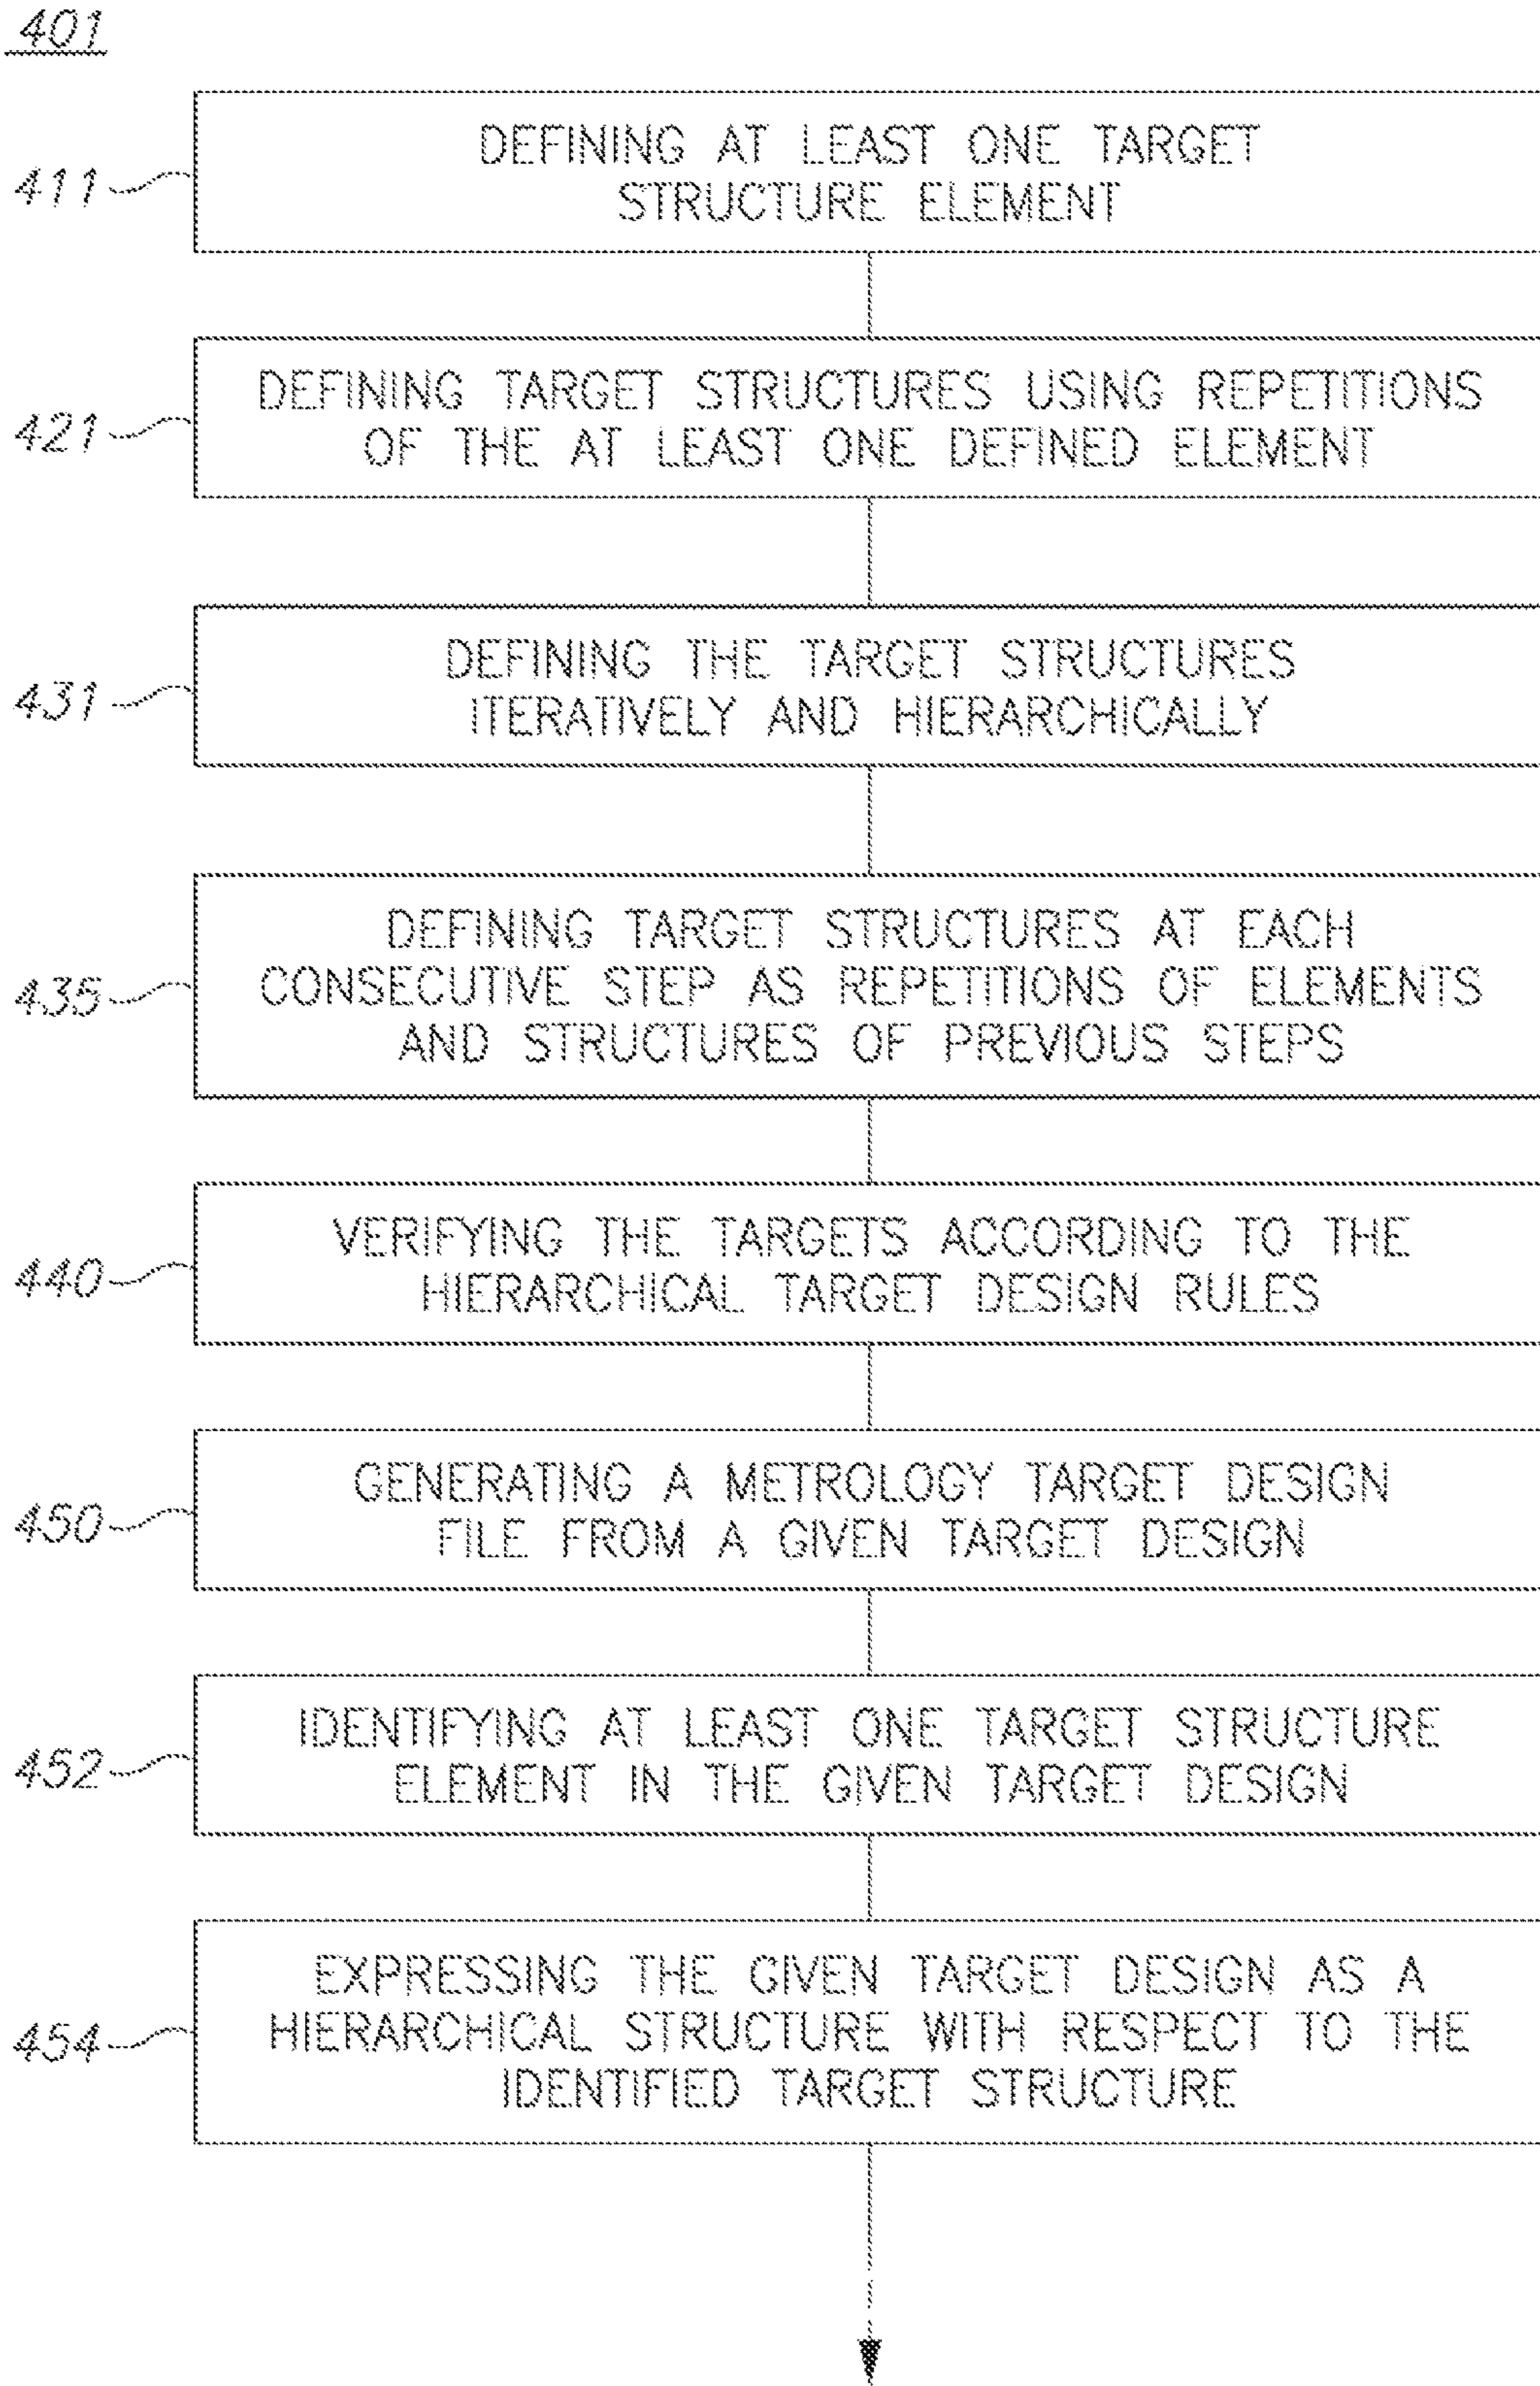 401
DEFINING AT LEAST ONE TARGET
STRUCTURE ELEMENT
411
DEFINING TARGET STRUCTURES USING REPETITIONS
OF THE AT LEAST ONE DEFINED ELEMENT
421
DEFINING THE TARGET STRUCTURES
ITERATIVELY AND HIERARCHICALLY
431
DEFINING TARGET STRUCTURES AT EACH
CONSECUTIVE STEP AS REPETITIONS OF ELEMENTS
AND STRUCTURES OF PREVIOUS STEPS
435
VERIFYING THE TARGETS ACCORDING TO THE
HIERARCHICAL TARGET DESIGN RULES
440
GENERATING A METROLOGY TARGET DESIGN
FILE FROM A GIVEN TARGET DESIGN
450
IDENTIFYING AT LEAST ONE TARGET STRUCTURE
ELEMENT IN THE GIVEN TARGET DESIGN
452
EXPRESSING THE GIVEN TARGET DESIGN AS A
HIERARCHICAL STRUCTURE WITH RESPECT TO THE
IDENTIFIED TARGET STRUCTURE
454